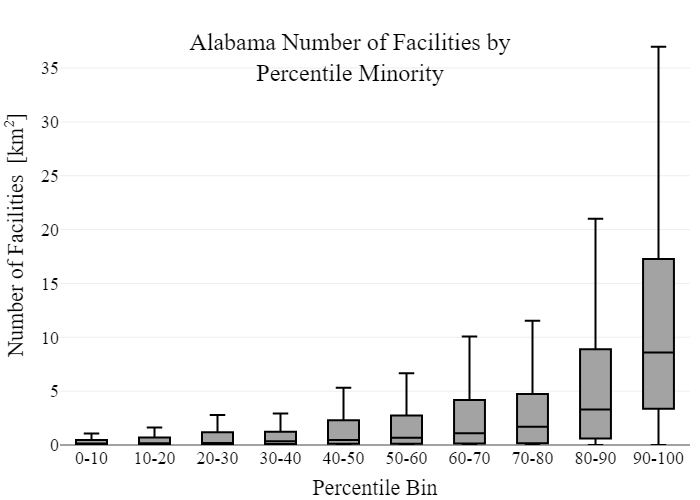 Alabama Number of Facilities by
Percentile Minority
Number of Facilities [km²]
35
30
25
20
15
10
5
0
0-10 10-20 20-30 30-40 40-50 50-60 60-70 70-80 80-90 90-100
Percentile Bin